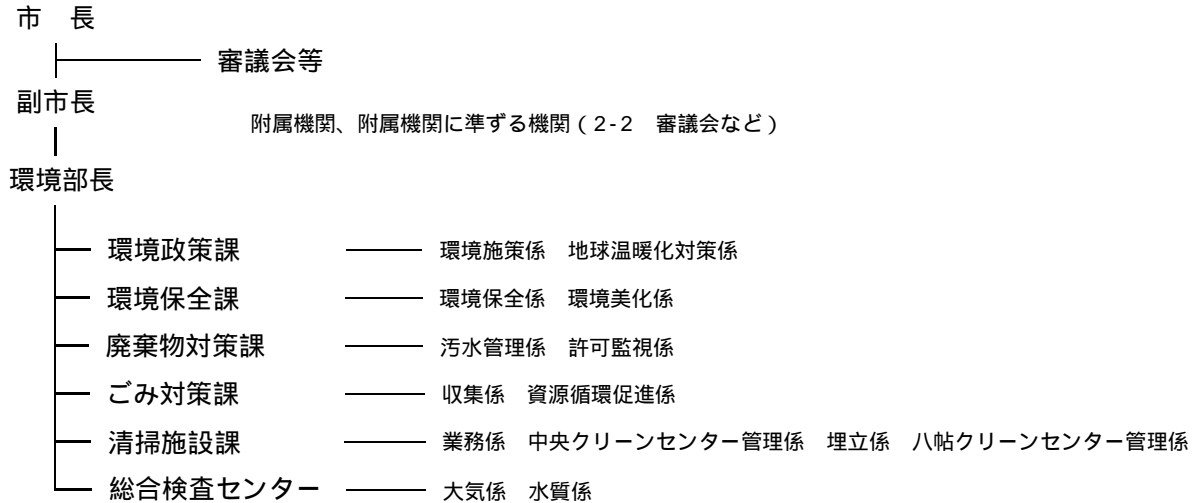 市　長
審議会等
副市長
附属機関、附属機関に準ずる機関（2-2　審議会など）
環境部長
環境政策課　環境施策係　地球温暖化対策係
環境保全課　環境保全係　環境美化係
廃棄物対策課　汚水管理係　許可監視係
ごみ対策課　収集係　資源循環促進係
清掃施設課　業務係　中央クリーンセンター管理係　埋立係　八帖クリーンセンター管理係
総合検査センター　大気係　水質係